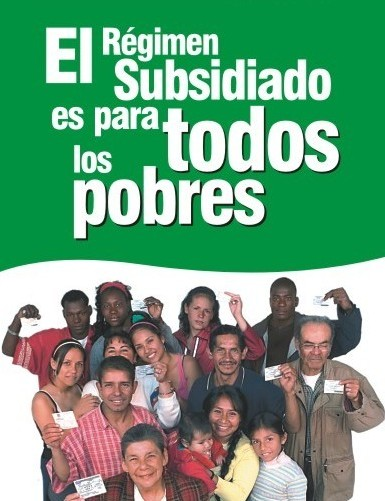 El Régimen
Subsidiado
es para todos
los pobres